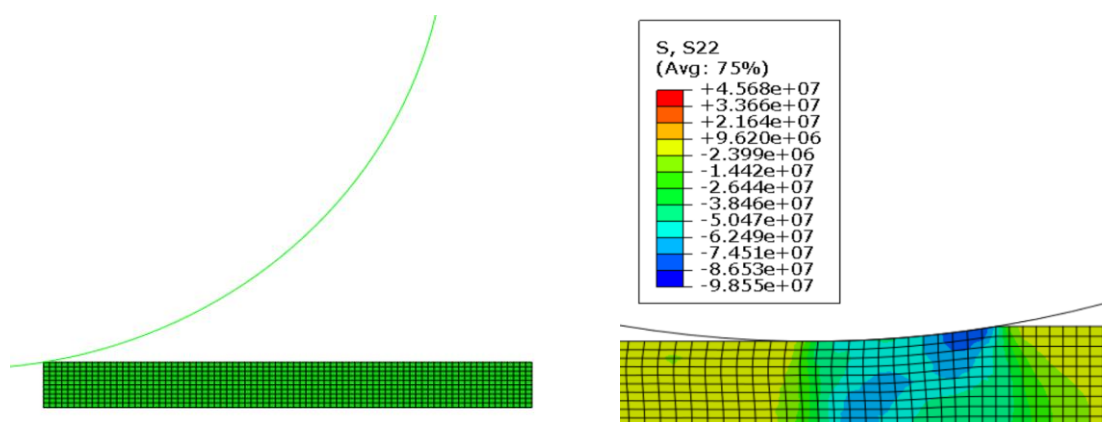 S, S22
(Avg: 75%)
+4.568e+07
+3.366e+07
+2.164e+07
+9.620e+06
-2.399e+06
-1.442e+07
-2.644e+07
-3.846e+07
-5.047e+07
-6.249e+07
-7.451e+07
-8.653e+07
-9.855e+07